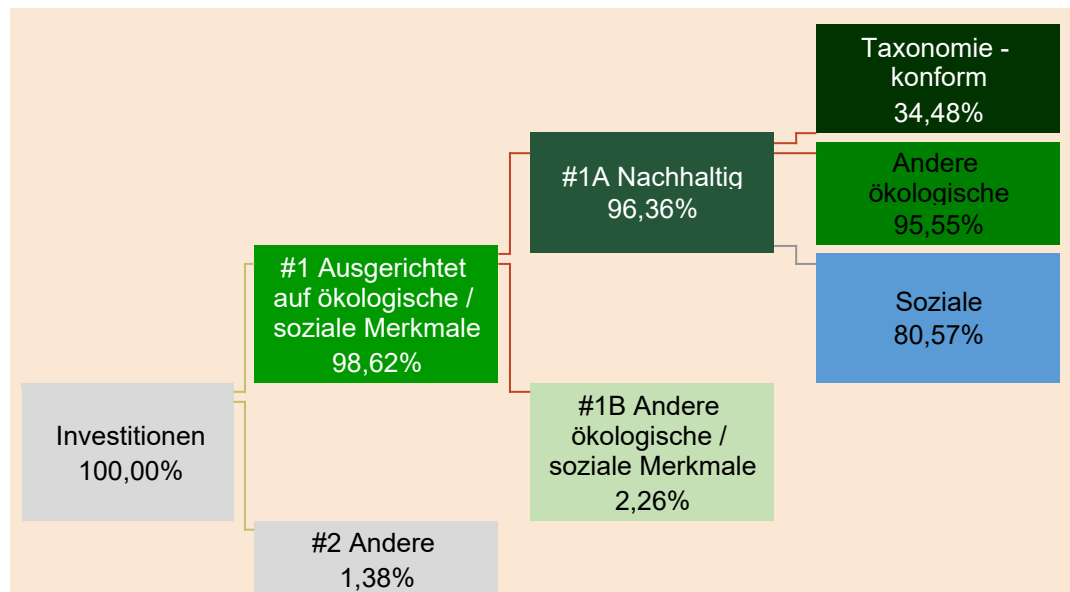 Taxonomie -
konform
34,48%
#1A Nachhaltig
96,36%
Andere
ökologische
95,55%
#1 Ausgerichtet
auf ökologische /
soziale Merkmale
98,62%
Soziale
80,57%
Investitionen
100,00%
#1B Andere
ökologische /
soziale Merkmale
2,26%
#2 Andere
1,38%